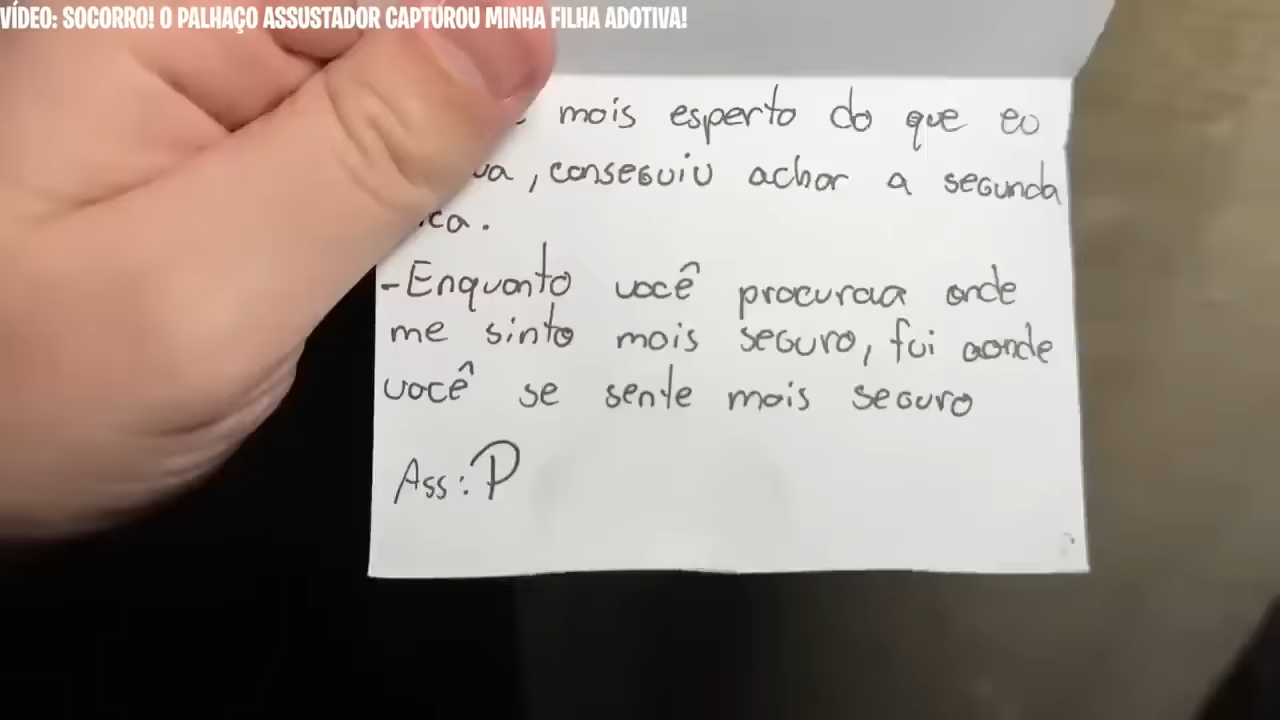 VÍDEO: SOCORRO! O PALHAÇO ASSUSTADOR CAPTUROU MINHA FILHA ADOTIVA!
mais esperto do que eu
, conseguiu achar a segunda
-Enquanto você procurava onde
me sinto mais seguro, fui aonde
você se sente mais seguro
Ass: P